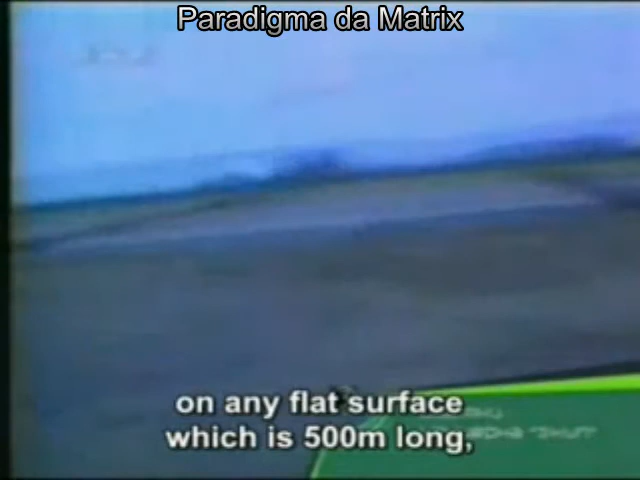 Paradigma da Matrix
on any flat surface
which is 500m long,